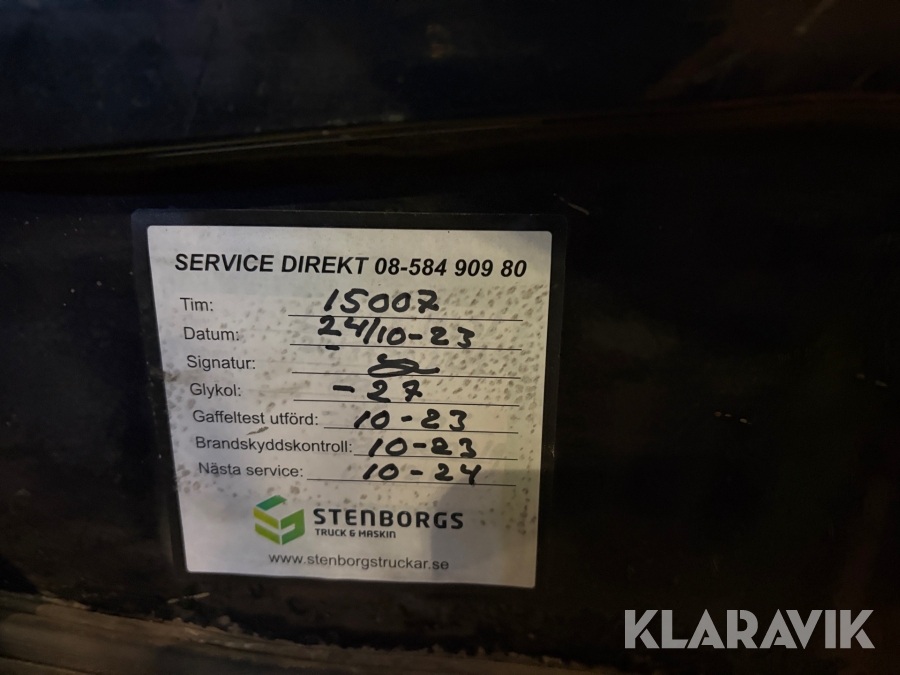 SERVICE DIREKT 08-584 909 80
Tim: 15007
Datum: 24/10-23
Signatur:
Glykol: -27
Gaffeltest utförd: 10-23
Brandskyddskontroll: 10-23
Nästa service: 10-24
STENBORGS
TRUCK & MASKIN
www.stenborgstruckar.se
KLARAVIK